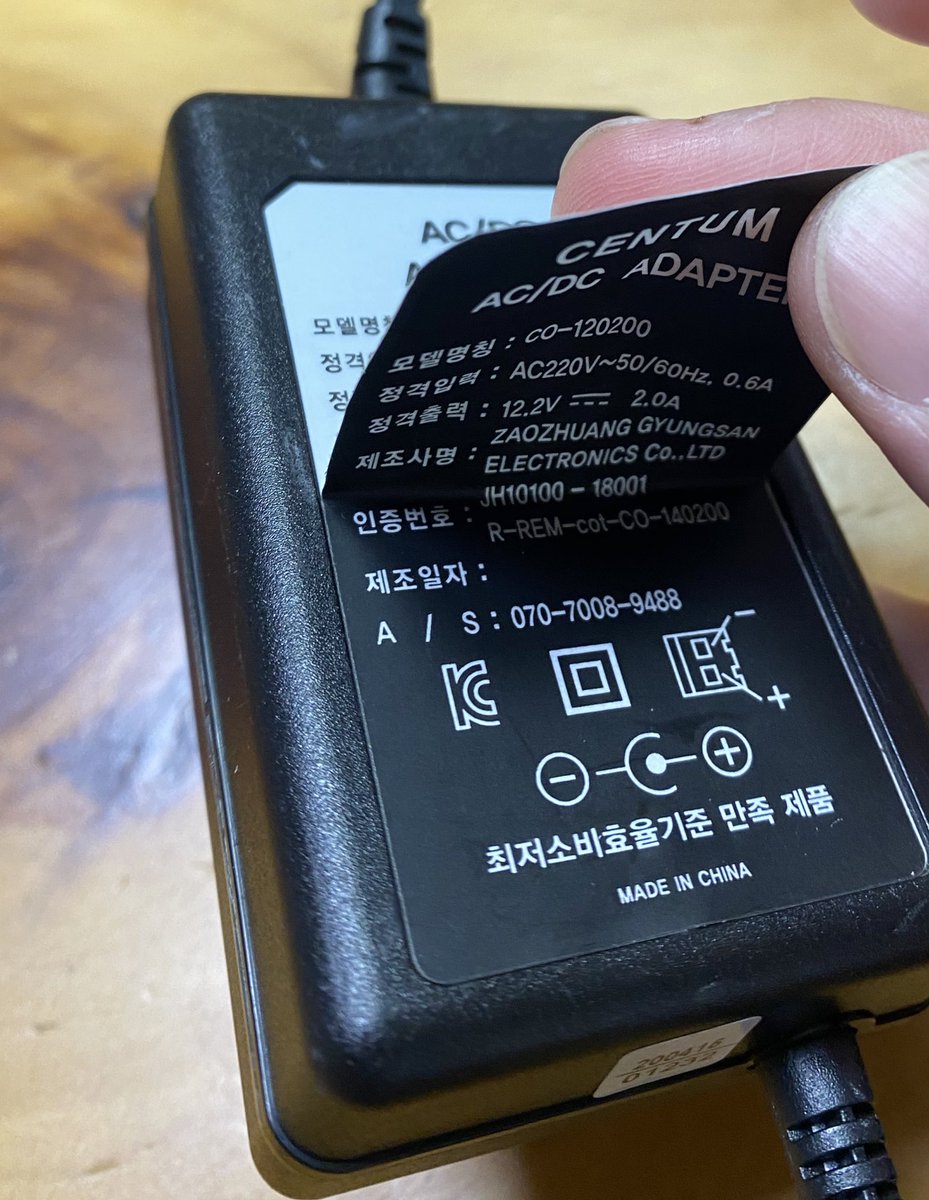 AC/DC
모델명칭
정격
정
CENTUM
AC/DC ADAPTE
모델명칭 : CO-120200
정격입력 : AC220V~50/60Hz, 0.6A
정격출력 : 12.2V 2.0A
제조사명 : ZAOZHUANG GYUNGSAN
ELECTRONICS Co.,LTD
인증번호 : JH10100-18001
R-REM-cot-CO-140200
제조일자 :
A / S : 070-7008-9488
최저소비효율기준 만족 제품
MADE IN CHINA
200416
01232